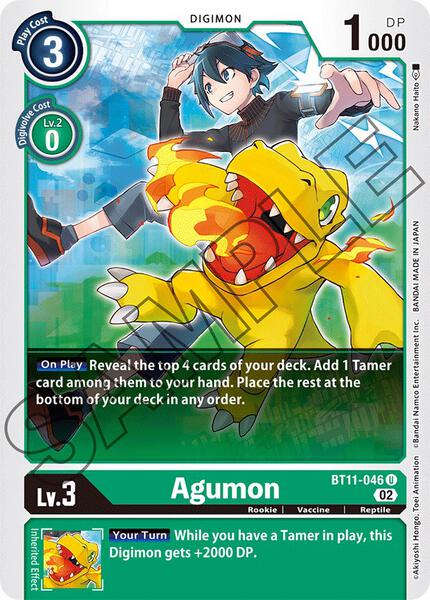 Play Cost
3
DIGIMON
DP
1000
Digivolve Cost
Lv.2
0
Nakano Haito
SAMPLE
On Play Reveal the top 4 cards of your deck. Add 1 Tamer
card among them to your hand. Place the rest at the
bottom of your deck in any order.
Lv.3
Agumon
BT11-046 U
02
Rookie | Vaccine | Reptile
Inherited Effect
Your Turn While you have a Tamer in play, this
Digimon gets +2000 DP.
©Akiyoshi Hongo, Toei Animation ©Bandai Namco Entertainment Inc. BANDAI MADE IN JAPAN